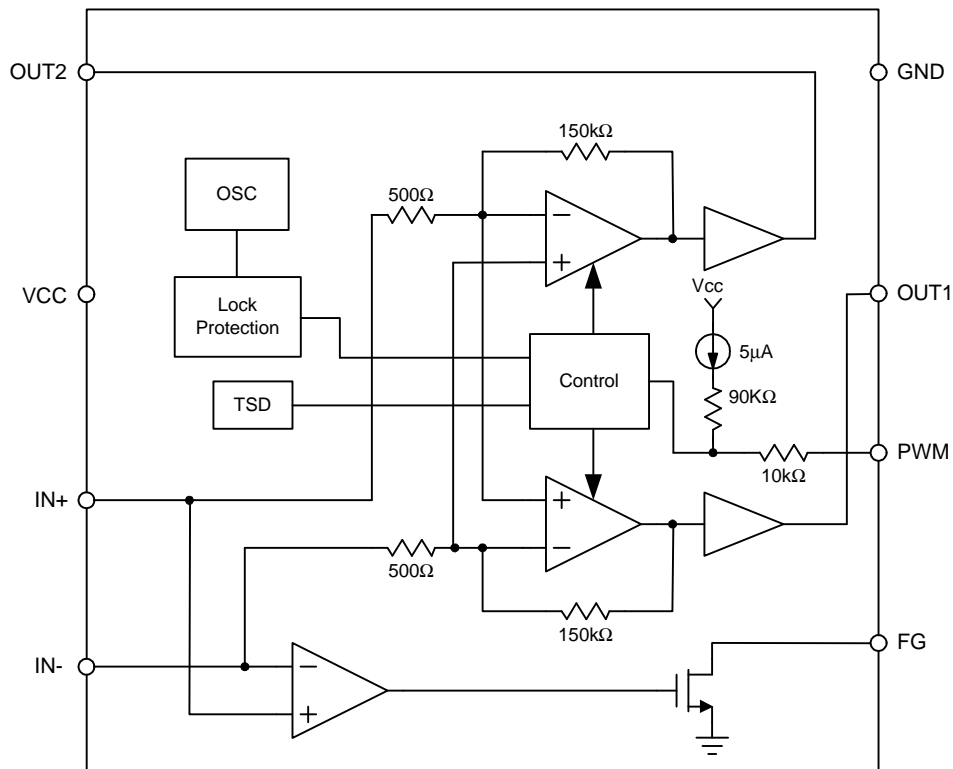 OUT2
GND
150kΩ
OSC
500Ω
−
+
VCC
Lock
Protection
Vcc
OUT1
5μA
Control
90KΩ
TSD
PWM
10kΩ
IN+
+
−
500Ω
150kΩ
FG
IN-
−
+